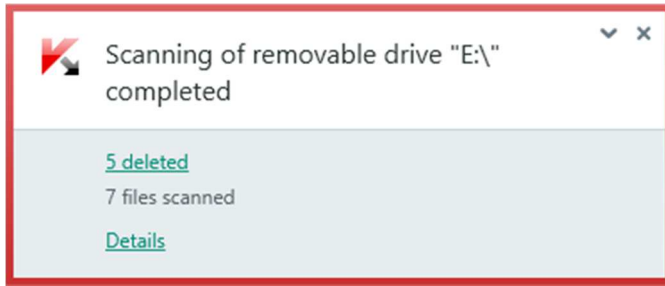 Scanning of removable drive "E:\"
completed
5 deleted
7 files scanned
Details